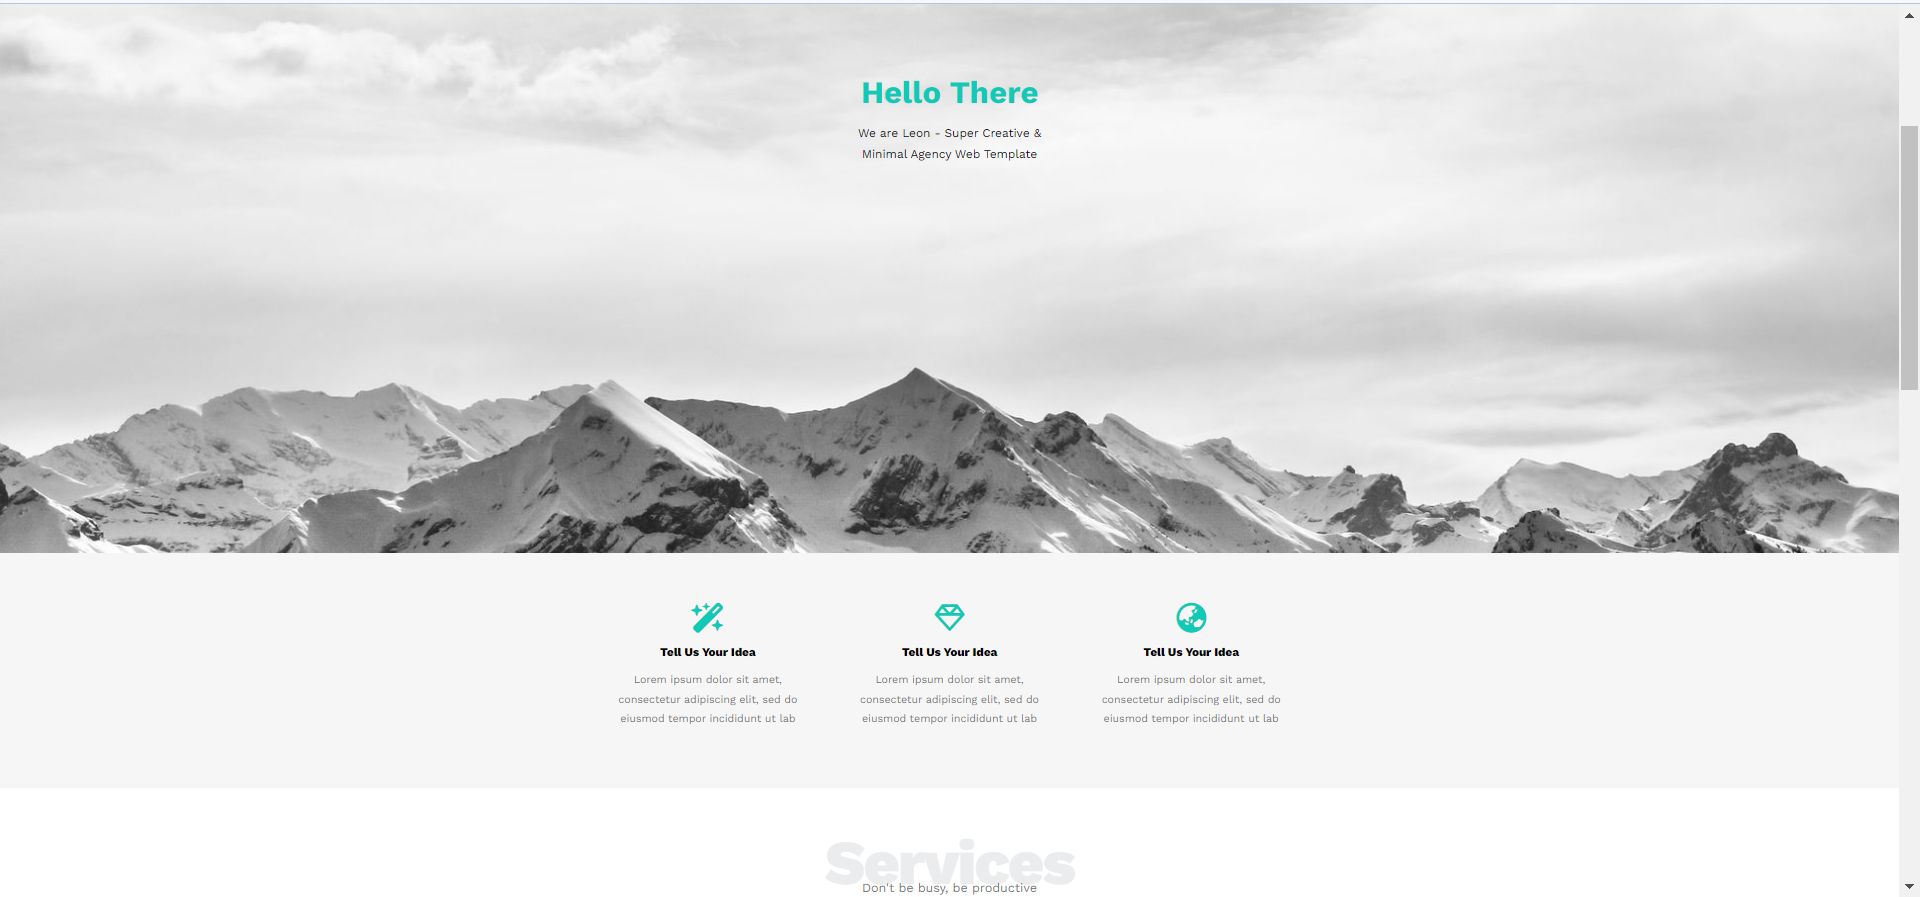 Hello There
We are Leon - Super Creative &
Minimal Agency Web Template
Tell Us Your Idea
Lorem ipsum dolor sit amet,
consectetur adipiscing elit, sed do
eiusmod tempor incididunt ut lab
Tell Us Your Idea
Lorem ipsum dolor sit amet,
consectetur adipiscing elit, sed do
eiusmod tempor incididunt ut lab
Tell Us Your Idea
Lorem ipsum dolor sit amet,
consectetur adipiscing elit, sed do
eiusmod tempor incididunt ut lab
Services
Don't be busy, be productive